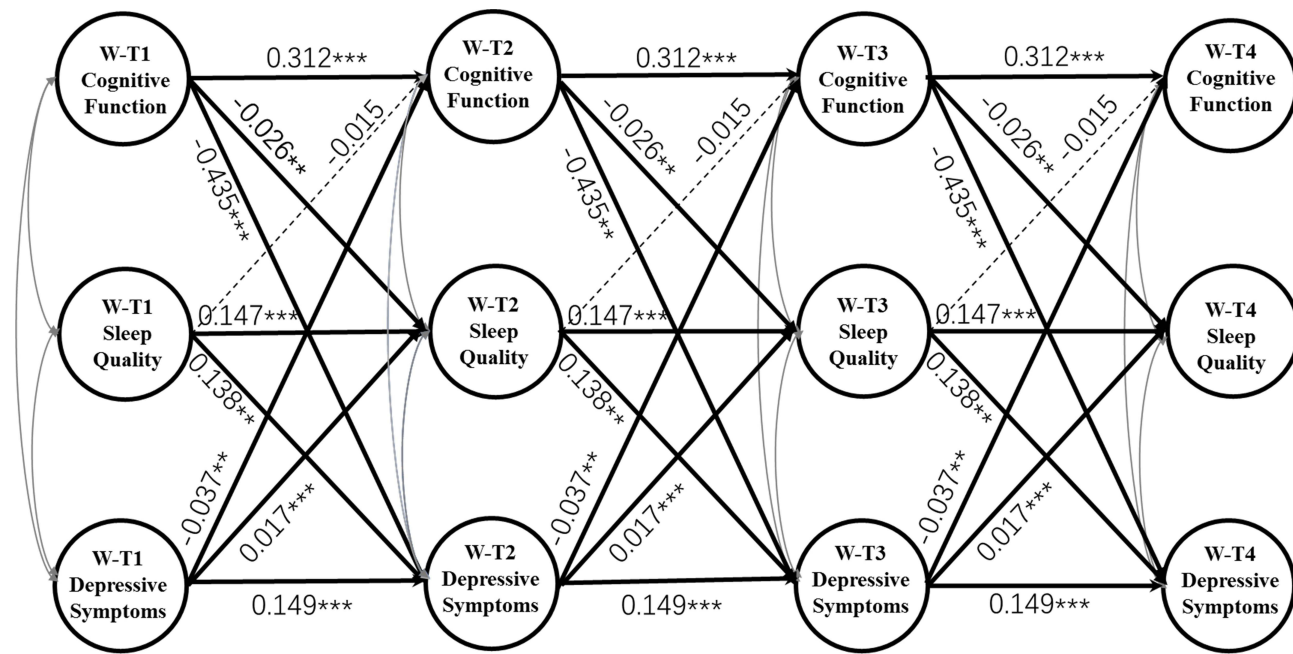 W-T1
Cognitive
Function
0.312***
W-T2
Cognitive
Function
0.312***
W-T3
Cognitive
Function
0.312***
W-T4
Cognitive
Function
-0.026**
-0.015
-0.435***
-0.026**
-0.015
-0.435***
-0.026**
-0.015
-0.435***
W-T1
Sleep
Quality
0.147***
W-T2
Sleep
Quality
0.147***
W-T3
Sleep
Quality
0.147***
W-T4
Sleep
Quality
0.138**
-0.037**
0.017***
0.138**
-0.037**
0.017***
0.138**
-0.037**
0.017***
W-T1
Depressive
Symptoms
0.149***
W-T2
Depressive
Symptoms
0.149***
W-T3
Depressive
Symptoms
0.149***
W-T4
Depressive
Symptoms